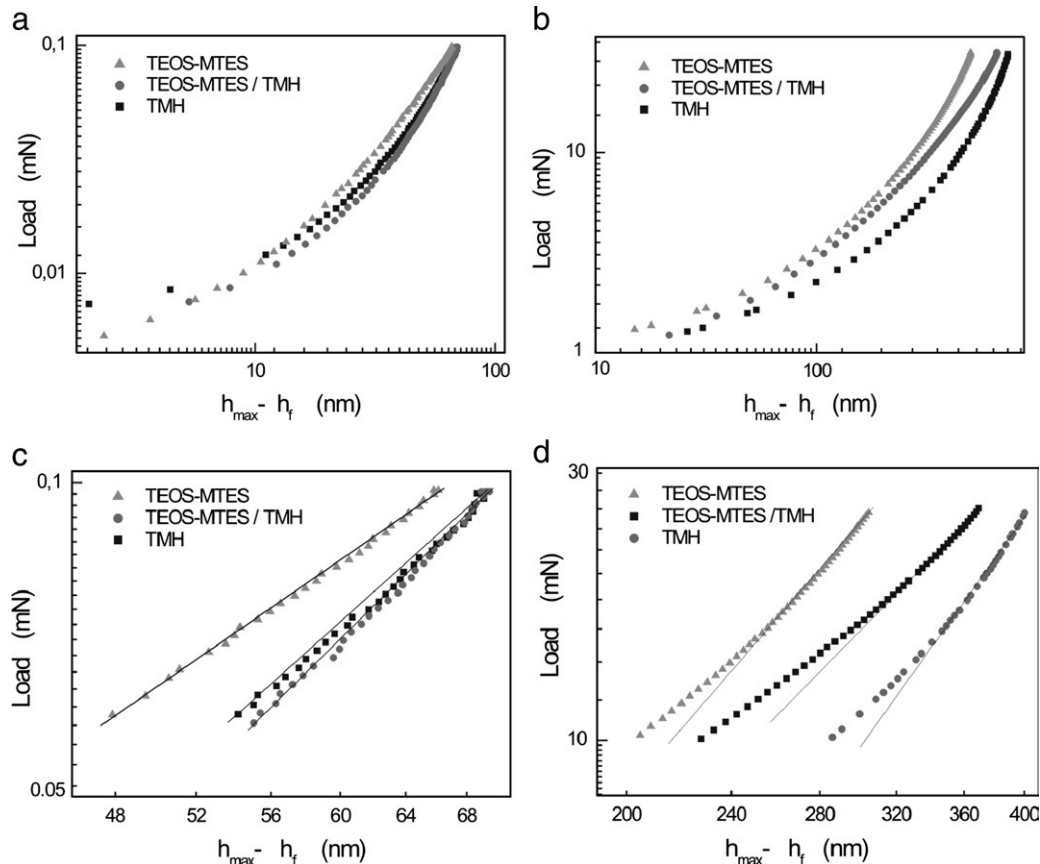 a
0,1
TEOS-MTES
TEOS-MTES / TMH
TMH
Load (mN)
0,01
10
100
hmax- hf (nm)
b
TEOS-MTES
TEOS-MTES / TMH
TMH
Load (mN)
10
1
10
100
hmax- hf (nm)
c
0,1
TEOS-MTES
TEOS-MTES / TMH
TMH
Load (mN)
0.05
48
52
56
60
64
68
hmax- hf (nm)
d
30
TEOS-MTES
TEOS-MTES /TMH
TMH
Load (mN)
10
200
240
280
320
360
400
hmax- hf (nm)